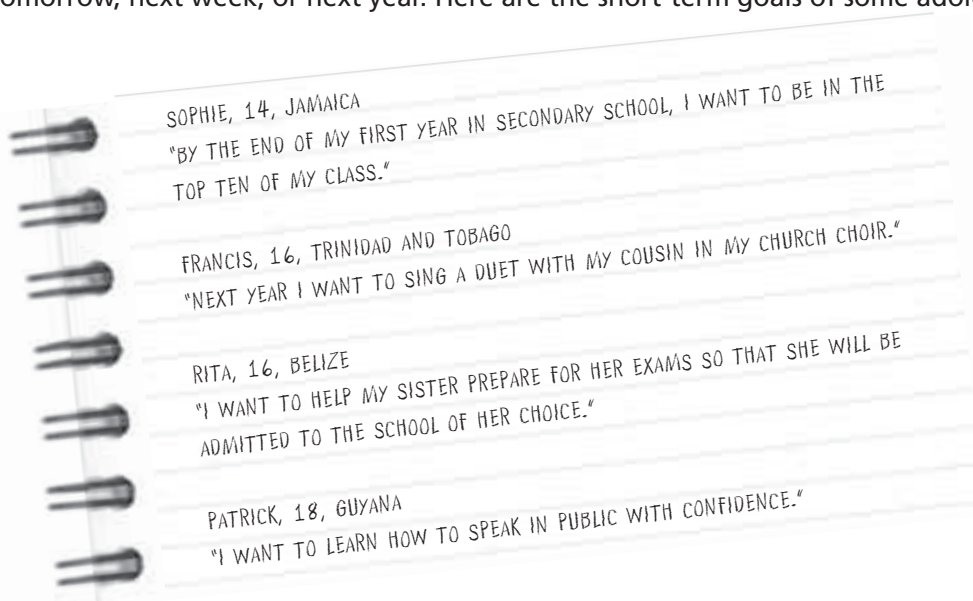 tomorrow, next week, or next year. Here are the short-term goals of some
SOPHIE, 14, JAMAICA
"BY THE END OF MY FIRST YEAR IN SECONDARY SCHOOL, I WANT TO BE IN THE
TOP TEN OF MY CLASS."
FRANCIS, 16, TRINIDAD AND TOBAGO
"NEXT YEAR I WANT TO SING A DUET WITH MY COUSIN IN MY CHURCH CHOIR."
RITA, 16, BELIZE
"I WANT TO HELP MY SISTER PREPARE FOR HER EXAMS SO THAT SHE WILL BE
ADMITTED TO THE SCHOOL OF HER CHOICE."
PATRICK, 18, GUYANA
"I WANT TO LEARN HOW TO SPEAK IN PUBLIC WITH CONFIDENCE."